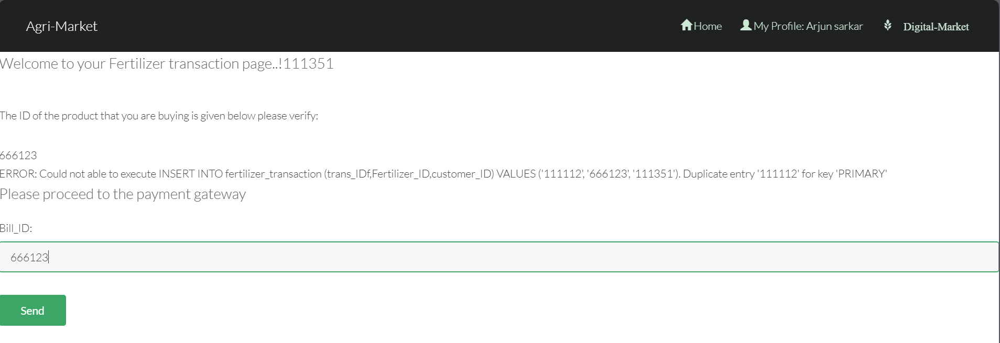 Agri-Market
Home
My Profile: Arjun sarkar
Digital-Market
Welcome to your Fertilizer transaction page..!111351
The ID of the product that you are buying is given below please verify:
666123
ERROR: Could not able to execute INSERT INTO fertilizer_transaction (trans_IDf,Fertilizer_ID,customer_ID) VALUES ('111112', '666123', '111351'). Duplicate entry '111112' for key 'PRIMARY'
Please proceed to the payment gateway
Bill_ID:
666123
Send